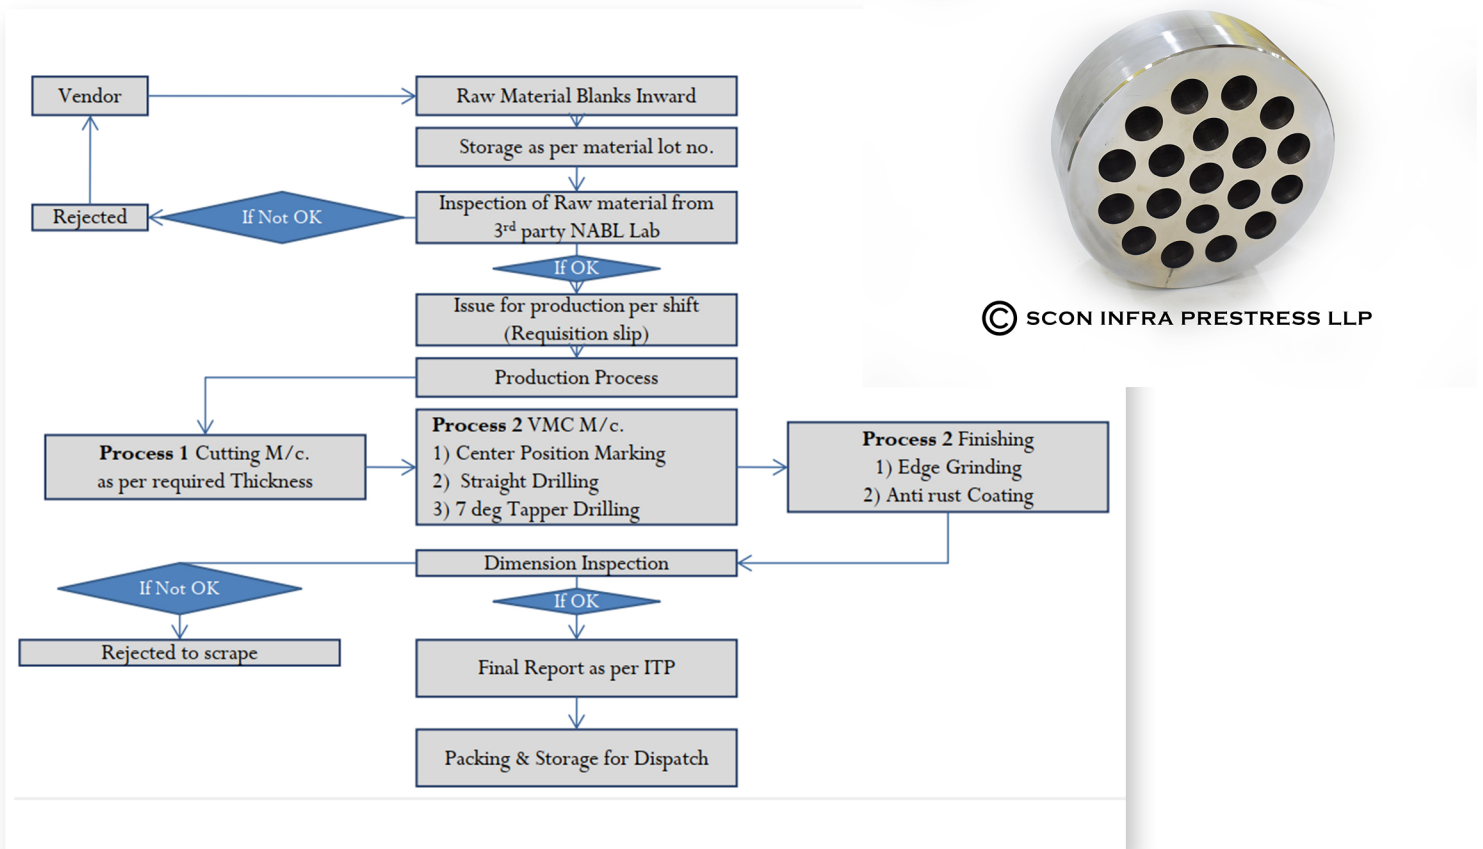 Vendor
Raw Material Blanks Inward
Storage as per material lot no.
Rejected
If Not OK
Inspection of Raw material from
3rd party NABL Lab
If OK
Issue for production per shift
(Requisition slip)
Production Process
Process 1 Cutting M/c.
as per required Thickness
Process 2 VMC M/c.
1) Center Position Marking
2) Straight Drilling
3) 7 deg Tapper Drilling
Process 2 Finishing
1) Edge Grinding
2) Anti rust Coating
Dimension Inspection
If Not OK
If OK
Rejected to scrape
Final Report as per ITP
Packing & Storage for Dispatch
© SCON INFRA PRESTRESS LLP